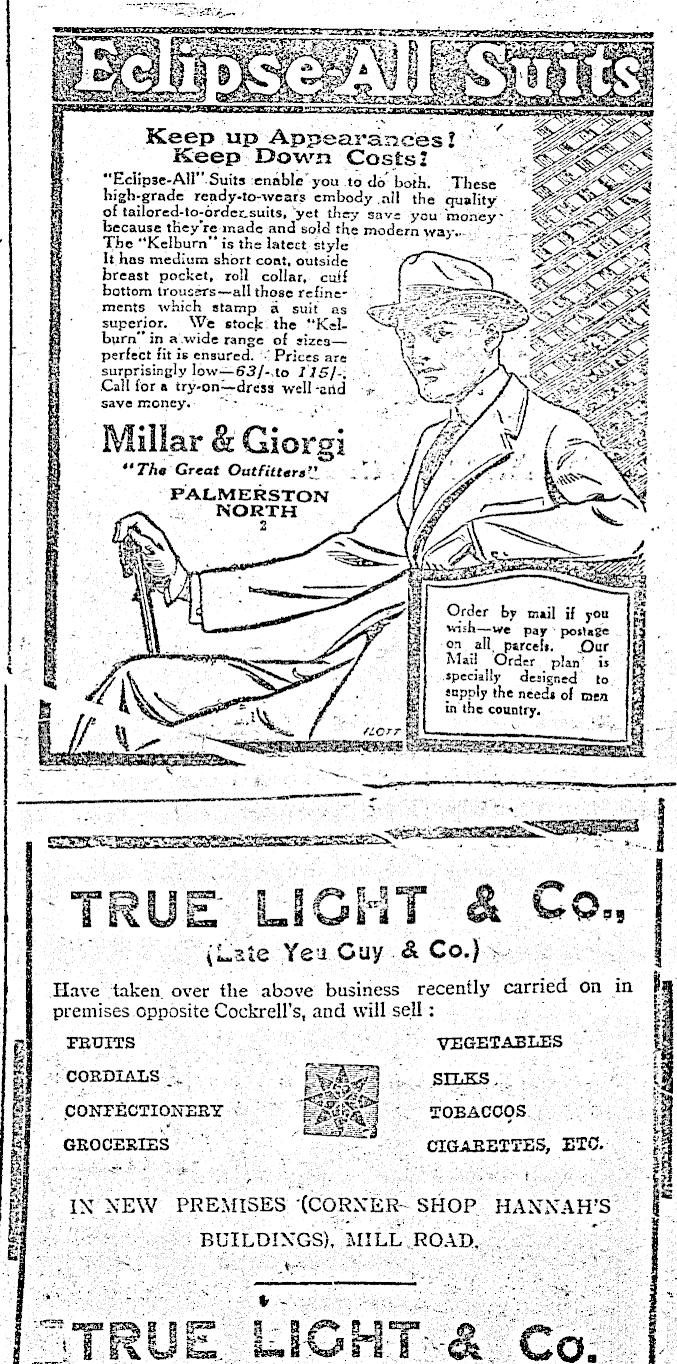 Eclipse-All Suits
Keep up Appearances!
Keep Down Costs!
"Eclipse-All" Suits enable you to do both. These
high-grade ready-to-wears embody all the quality
of tailored-to-order suits, yet they save you money
because they're made and sold the modern way.
The "Kelburn" is the latest style
It has medium short coat, outside
breast pocket, roll collar, cuff
bottom trousers—all those refine-
ments which stamp a suit as
superior. We stock the "Kel-
burn" in a wide range of sizes—
perfect fit is ensured. Prices are
surprisingly low—63/- to 115/-.
Call for a try-on—dress well and
save money.
Millar & Giorgi
"The Great Outfitters"
PALMERSTON
NORTH
2
Order by mail if you
wish—we pay postage
on all parcels. Our
Mail Order plan is
specially designed to
supply the needs of men
in the country.
TRUE LIGHT & Co.,
(Late Yee Guy & Co.)
Have taken over the above business recently carried on in
premises opposite Cockrell's, and will sell :
FRUITS VEGETABLES
CORDIALS SILKS
CONFECTIONERY TOBACCOS
GROCERIES CIGARETTES, ETC.
IN NEW PREMISES (CORNER SHOP HANNAH'S
BUILDINGS), MILL ROAD.
TRUE LIGHT & Co.